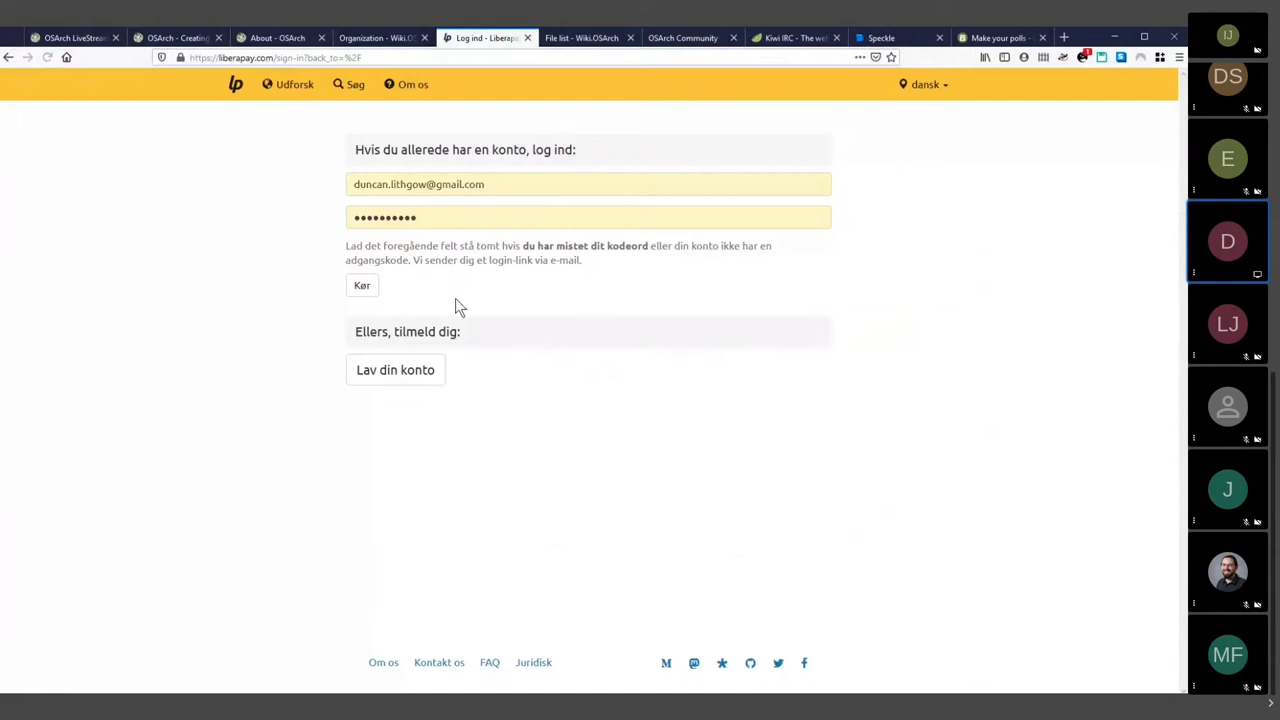 OSArch LiveStrea
OSArch - Creating
About - OSArch
Organization - Wiki.OS
Log ind - Liberapa
File list - Wiki.OSArch
OSArch Community
Kiwi IRC - The we
Speckle
Make your polls -
https://liberapay.com/sign-in?back_to=%2F
lp
Udforsk
Søg
Om os
dansk
Hvis du allerede har en konto, log ind:
duncan.lithgow@gmail.com
••••••••••
Lad det foregående felt stå tomt hvis du har mistet dit kodeord eller din konto ikke har en
adgangskode. Vi sender dig et login-link via e-mail.
Kør
Ellers, tilmeld dig:
Lav din konto
Om os
Kontakt os
FAQ
Juridisk
IJ
DS
E
D
LJ
J
MF